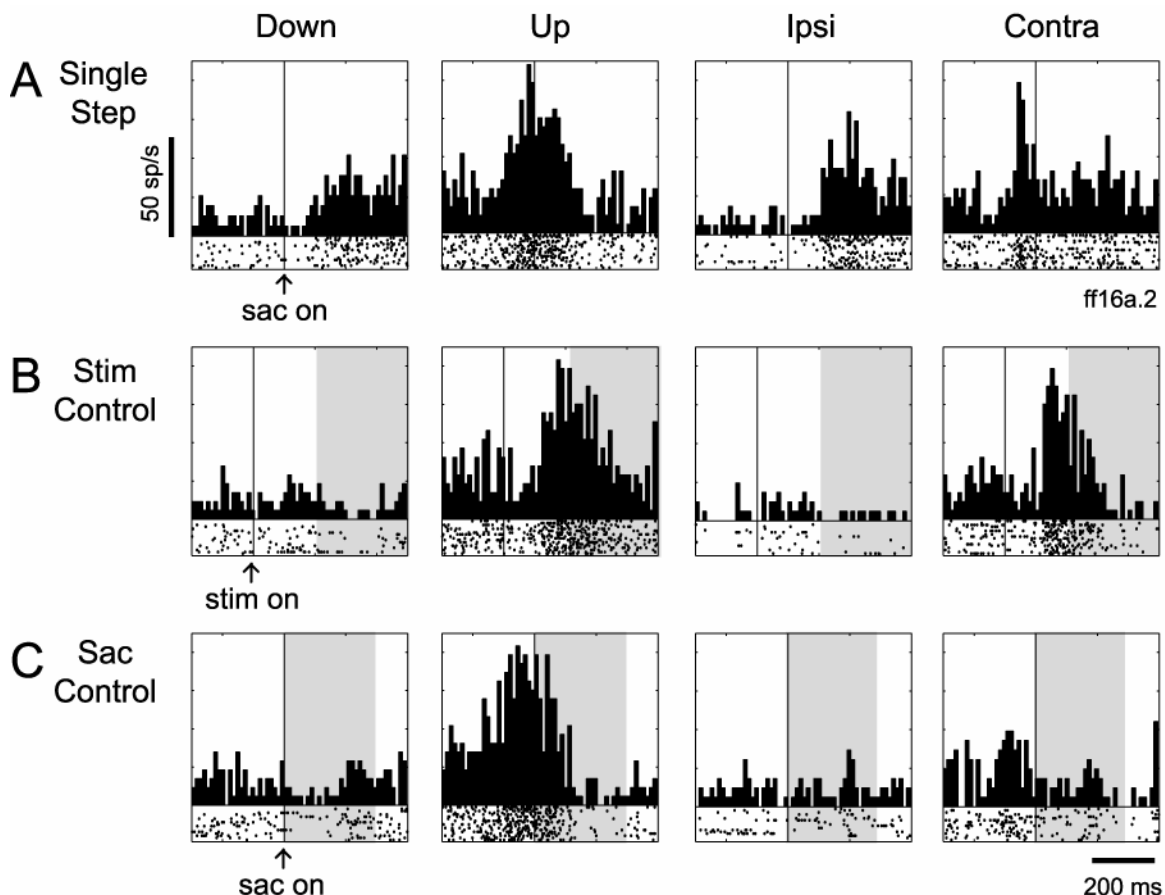 Down Up Ipsi Contra
A Single
Step
50 sp/s
↑
sac on
ff16a.2
B Stim
Control
↑
stim on
C Sac
Control
↑
sac on
200 ms